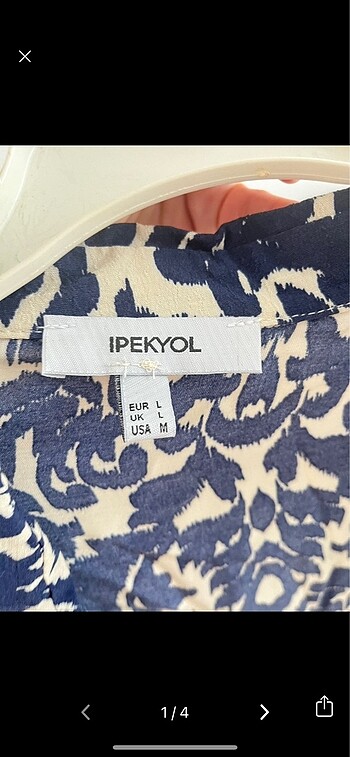 IPEKYOL
EUR L
UK L
USA M
1/4